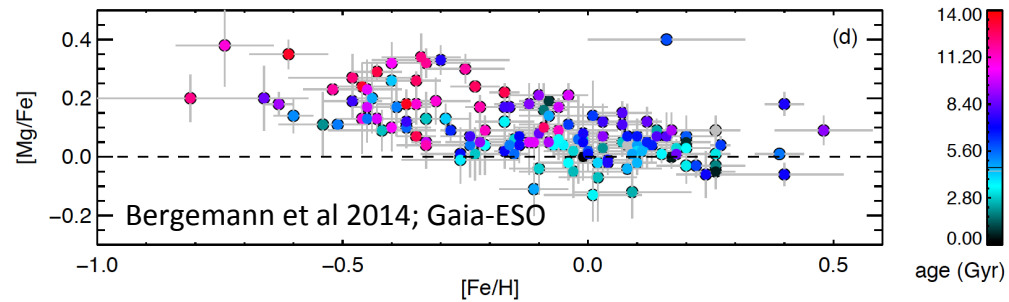 (d)
[Mg/Fe]
0.4
0.2
0.0
−0.2
Bergemann et al 2014; Gaia-ESO
−1.0
−0.5
0.0
0.5
[Fe/H]
14.00
11.20
8.40
5.60
2.80
0.00
age (Gyr)